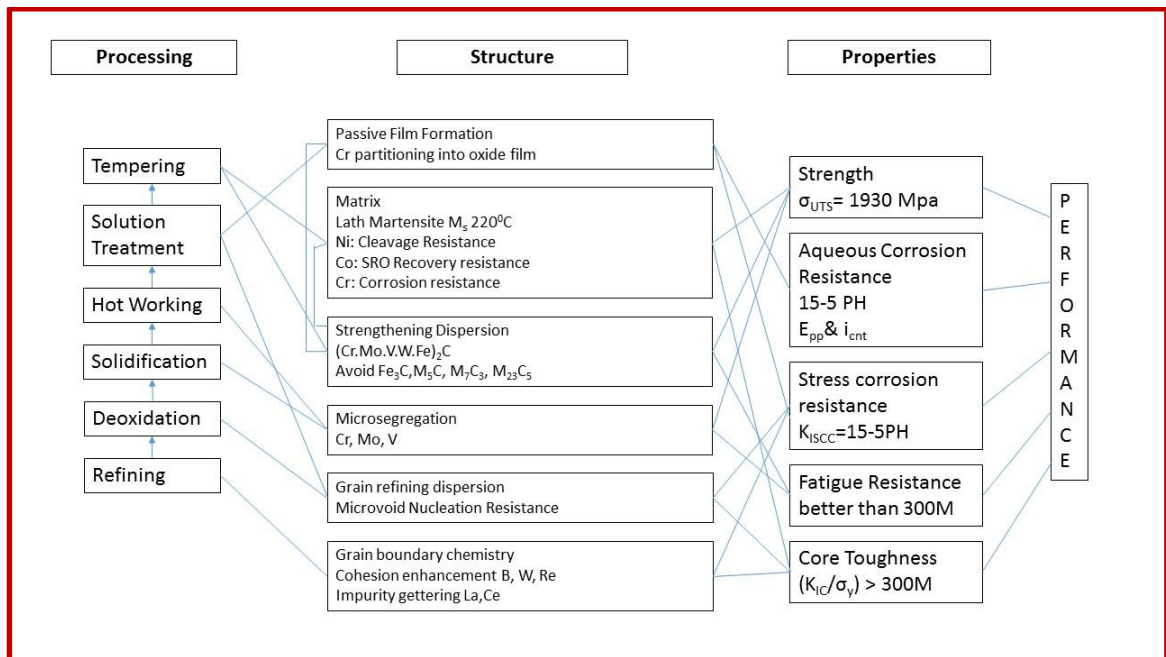 Processing
Structure
Properties
Tempering
Solution
Treatment
Hot Working
Solidification
Deoxidation
Refining
Passive Film Formation
Cr partitioning into oxide film
Matrix
Lath Martensite Mₛ 220⁰C
Ni: Cleavage Resistance
Co: SRO Recovery resistance
Cr: Corrosion resistance
Strengthening Dispersion
(Cr.Mo.V.W.Fe)₂C
Avoid Fe₃C,M₅C, M₇C₃, M₂₃C₅
Microsegregation
Cr, Mo, V
Grain refining dispersion
Microvoid Nucleation Resistance
Grain boundary chemistry
Cohesion enhancement B, W, Re
Impurity gettering La,Ce
Strength
σUTS= 1930 Mpa
Aqueous Corrosion
Resistance
15-5 PH
Epp& icnt
Stress corrosion
resistance
KISCC=15-5PH
Fatigue Resistance
better than 300M
Core Toughness
(KIC/σy) > 300M
PERFORMANCE